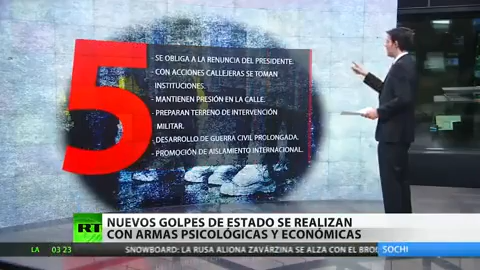 5
- SE OBLIGA A LA RENUNCIA DEL PRESIDENTE.
- CON ACCIONES CALLEJERAS SE TOMAN
INSTITUCIONES.
- MANTIENEN PRESIÓN EN LA CALLE.
- PREPARAN TERRENO DE INTERVENCIÓN
MILITAR.
- DESARROLLO DE GUERRA CIVIL PROLONGADA.
- PROMOCIÓN DE AISLAMIENTO INTERNACIONAL.
RT
NUEVOS GOLPES DE ESTADO SE REALIZAN
CON ARMAS PSICOLÓGICAS Y ECONÓMICAS
LA 03:23 SNOWBOARD: LA RUSA ALIONA ZAVÁRZINA SE ALZA CON EL BRO SOCHI